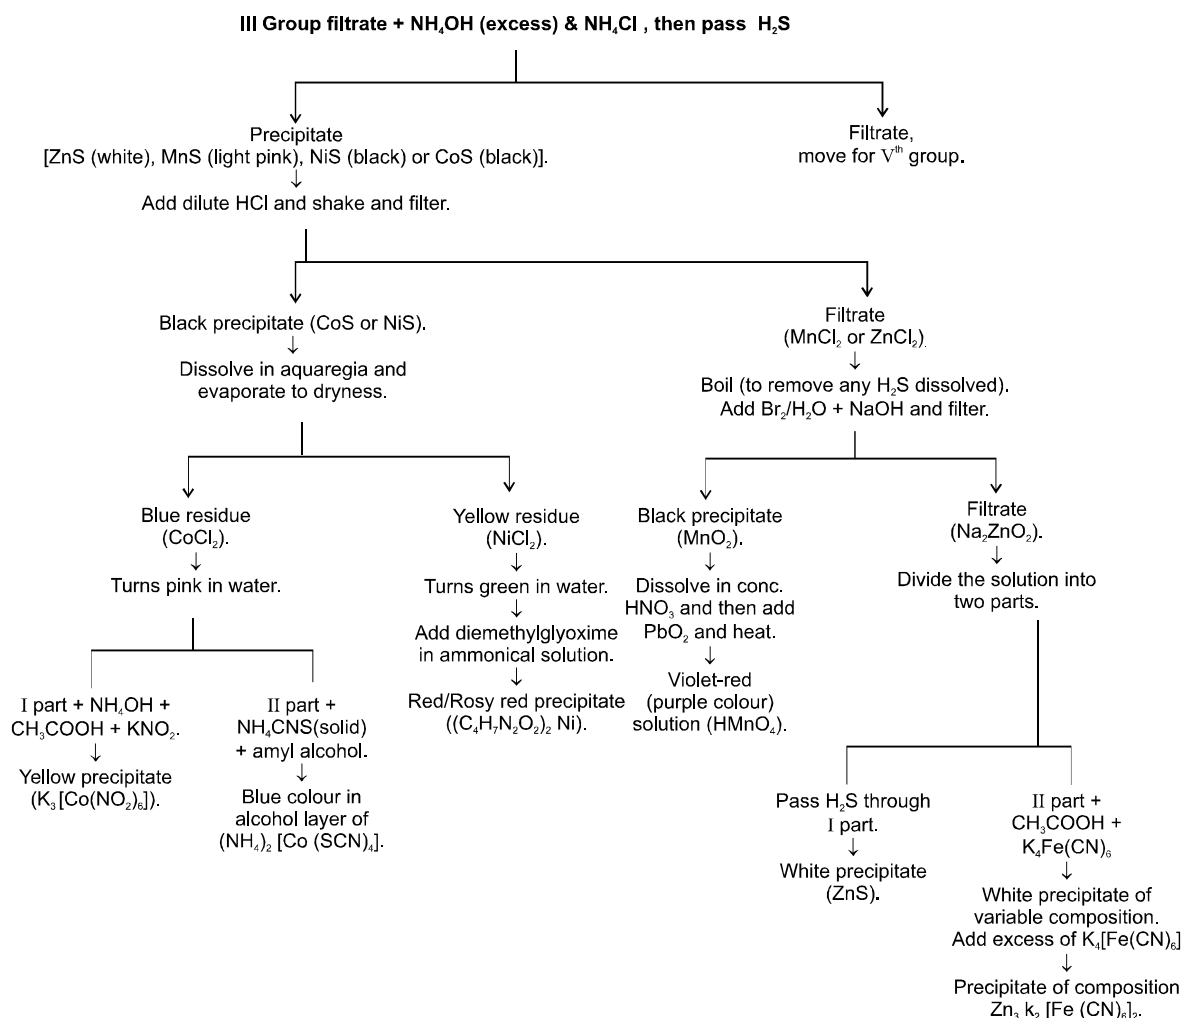 III Group filtrate + NH₄OH (excess) & NH₄Cl , then pass H₂S
Precipitate
[ZnS (white), MnS (light pink), NiS (black) or CoS (black)].
Filtrate,
move for Vᵗʰ group.
Add dilute HCl and shake and filter.
Black precipitate (CoS or NiS).
Dissolve in aquaregia and
evaporate to dryness.
Filtrate
(MnCl₂ or ZnCl₂).
Boil (to remove any H₂S dissolved).
Add Br₂/H₂O + NaOH and filter.
Blue residue
(CoCl₂).
Turns pink in water.
Yellow residue
(NiCl₂).
Turns green in water.
Add diemethylglyoxime
in ammonical solution.
Red/Rosy red precipitate
((C₄H₇N₂O₂)₂ Ni).
Black precipitate
(MnO₂).
Dissolve in conc.
HNO₃ and then add
PbO₂ and heat.
Violet-red
(purple colour)
solution (HMnO₄).
Filtrate
(Na₂ZnO₂).
Divide the solution into
two parts.
I part + NH₄OH +
CH₃COOH + KNO₂.
Yellow precipitate
(K₃ [Co(NO₂)₆]).
II part +
NH₄CNS(solid)
+ amyl alcohol.
Blue colour in
alcohol layer of
(NH₄)₂ [Co (SCN)₄].
Pass H₂S through
I part.
White precipitate
(ZnS).
II part +
CH₃COOH +
K₄Fe(CN)₆
White precipitate of
variable composition.
Add excess of K₄[Fe(CN)₆]
Precipitate of composition
Zn₃ k₂ [Fe (CN)₆]₂.